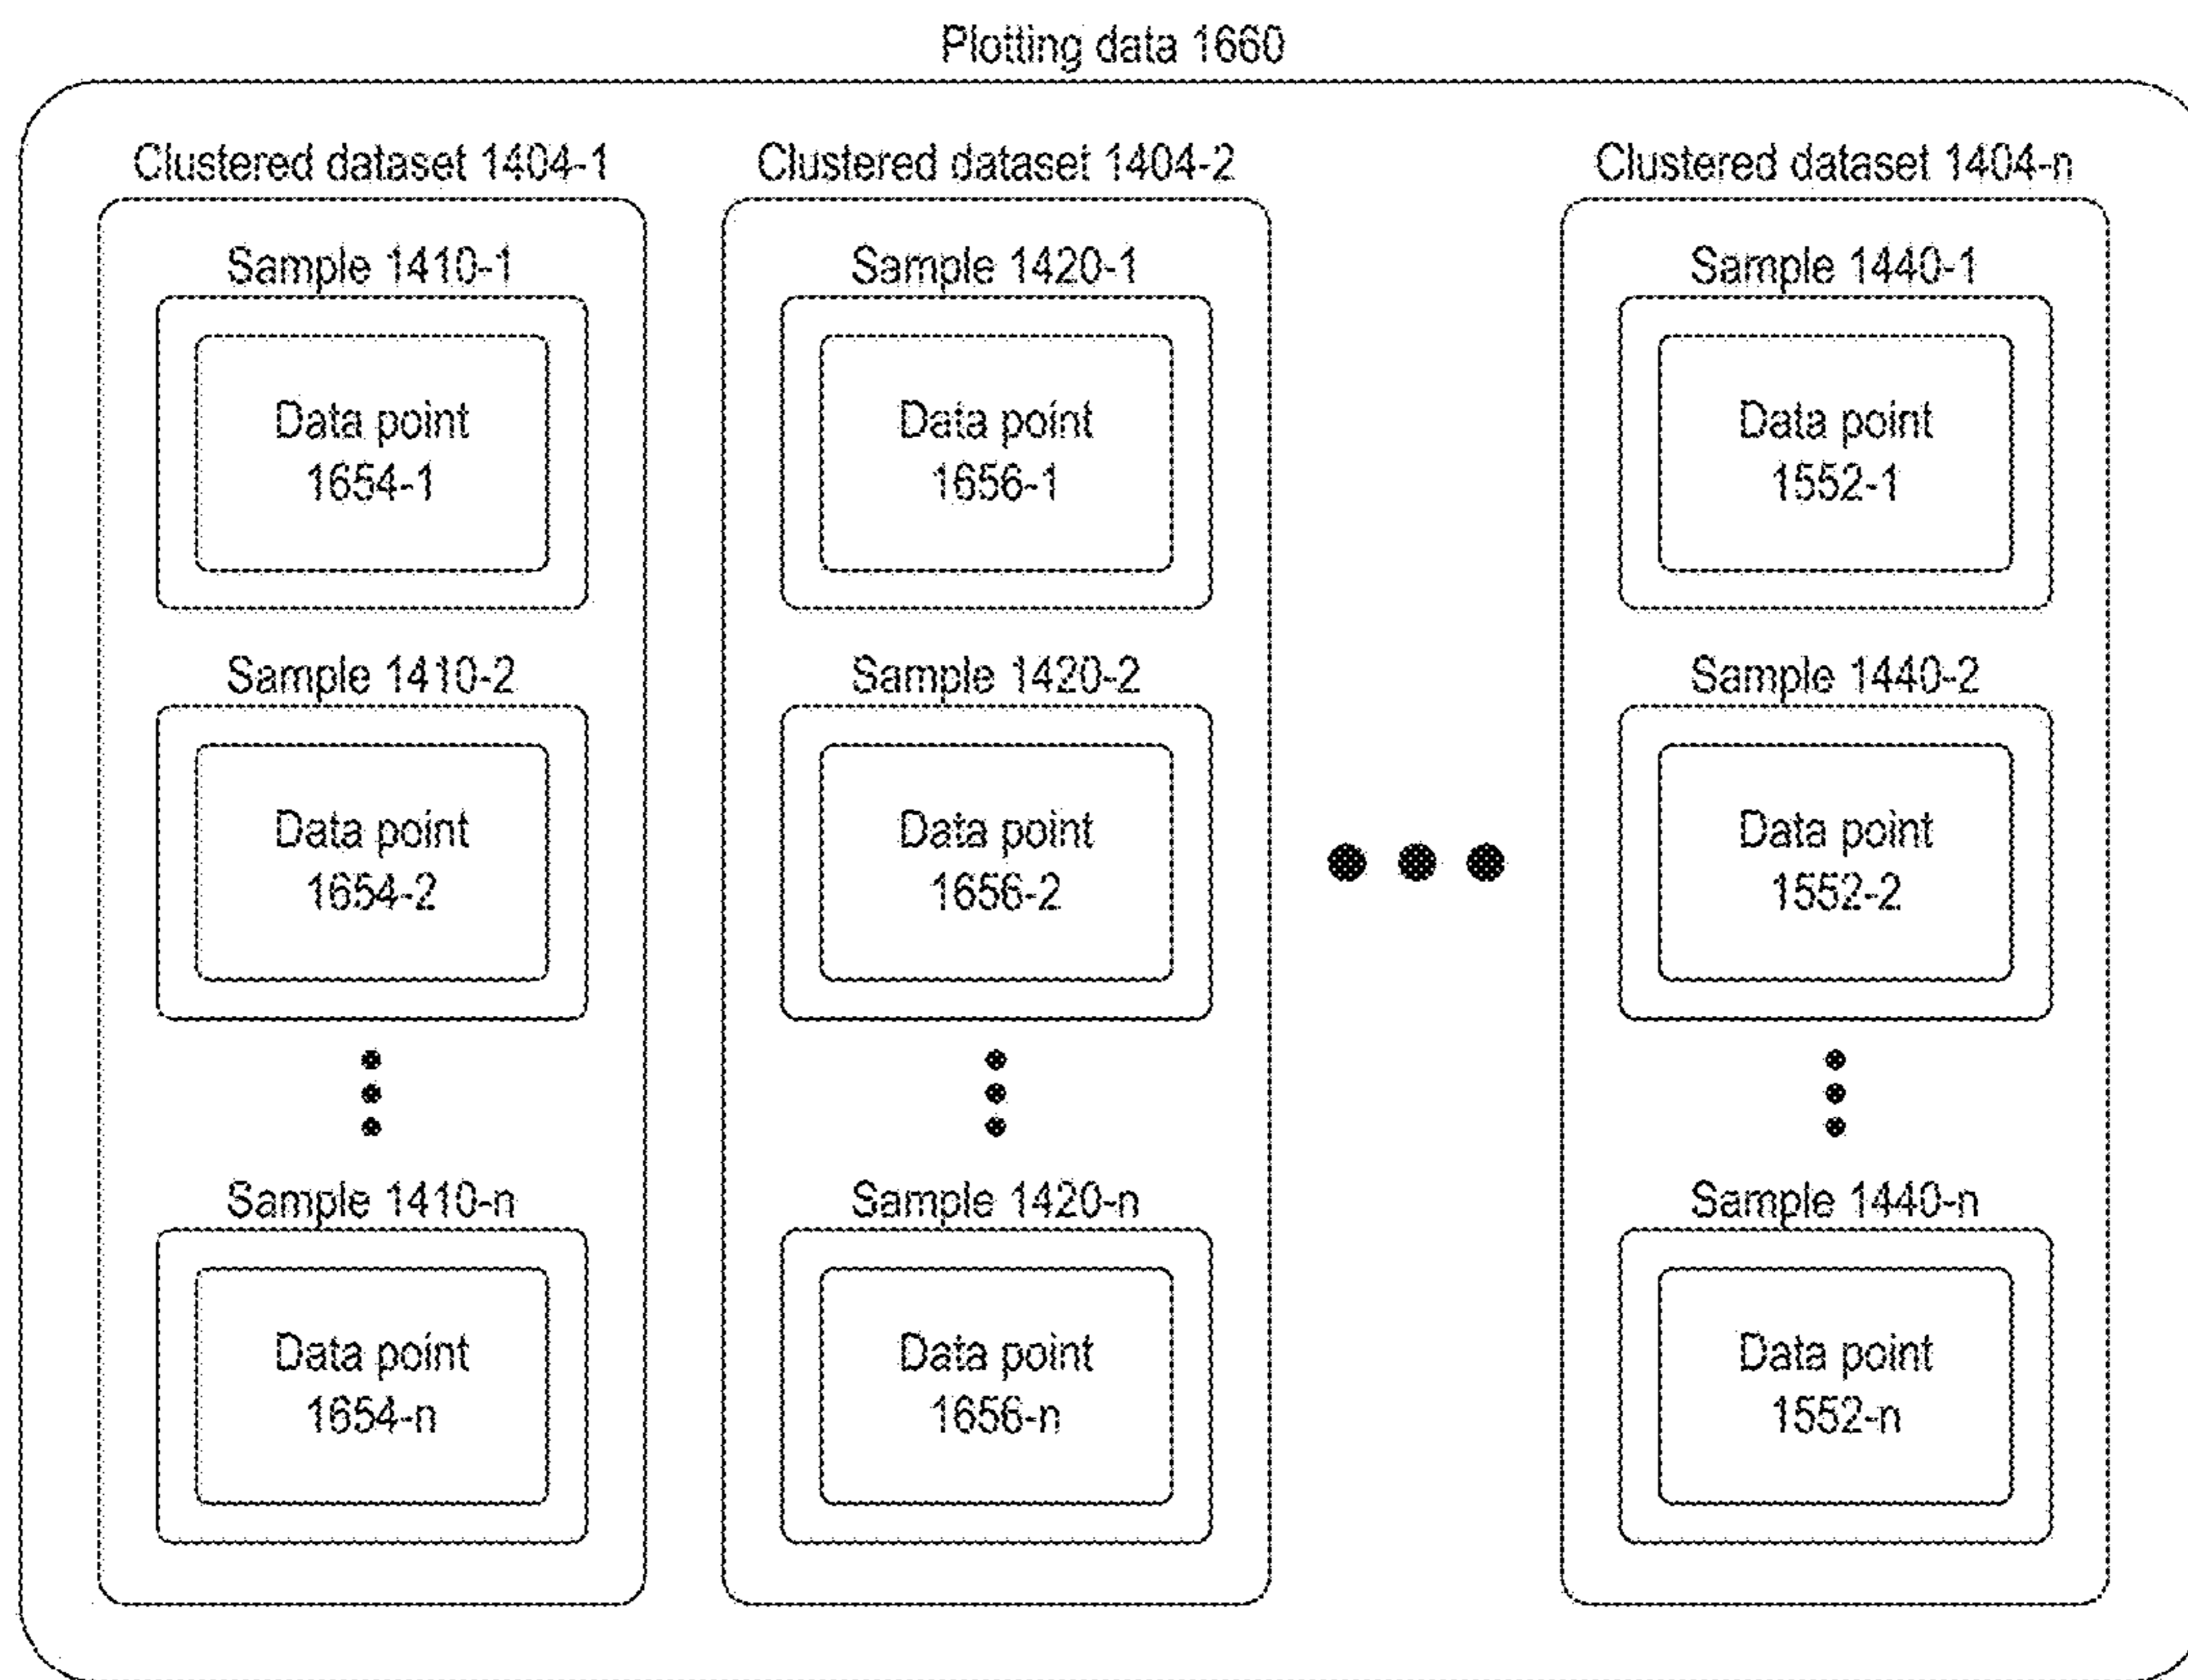 Plotting data 1660
Clustered dataset 1404-1
Sample 1410-1
Data point
1654-1
Sample 1410-2
Data point
1654-2
Sample 1410-n
Data point
1654-n
Clustered dataset 1404-2
Sample 1420-1
Data point
1656-1
Sample 1420-2
Data point
1656-2
Sample 1420-n
Data point
1656-n
Clustered dataset 1404-n
Sample 1440-1
Data point
1552-1
Sample 1440-2
Data point
1552-2
Sample 1440-n
Data point
1552-n